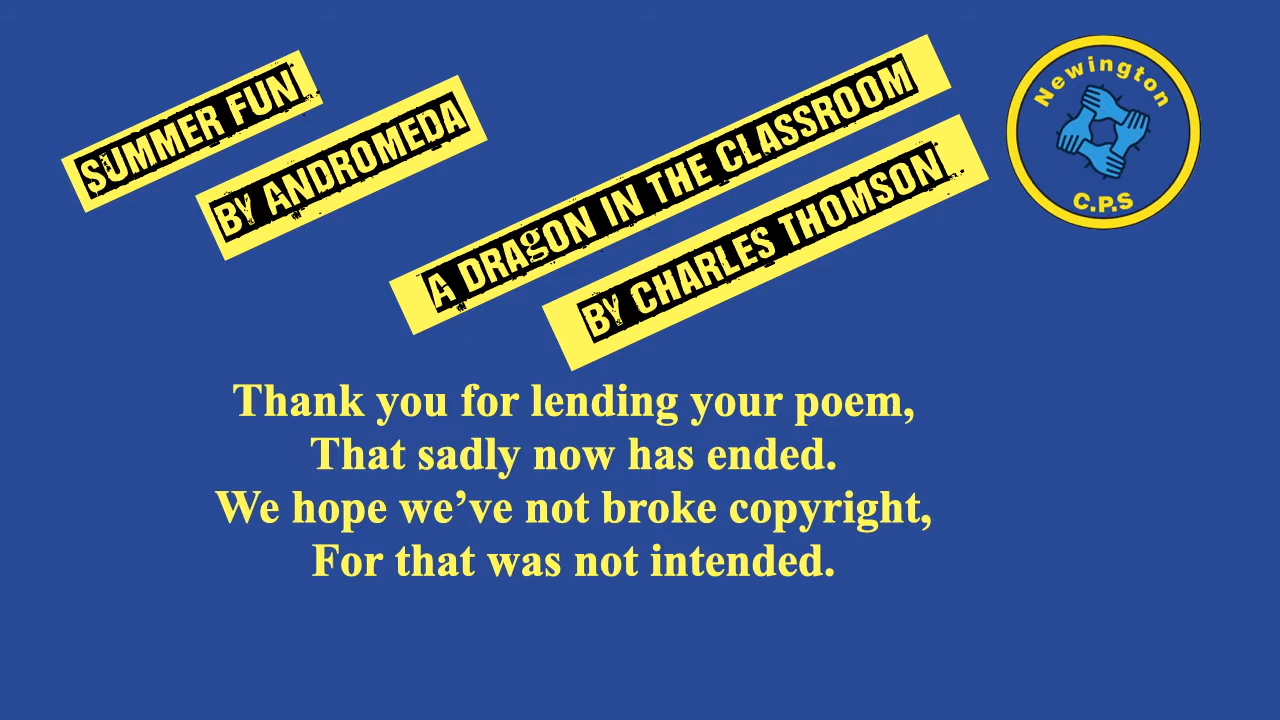 SUMMER FUN
BY ANDROMEDA
A DRAgON IN THE CLASSROOM
BY CHARLES THOMSON
Newington
C.P.S
Thank you for lending your poem,
That sadly now has ended.
We hope we’ve not broke copyright,
For that was not intended.